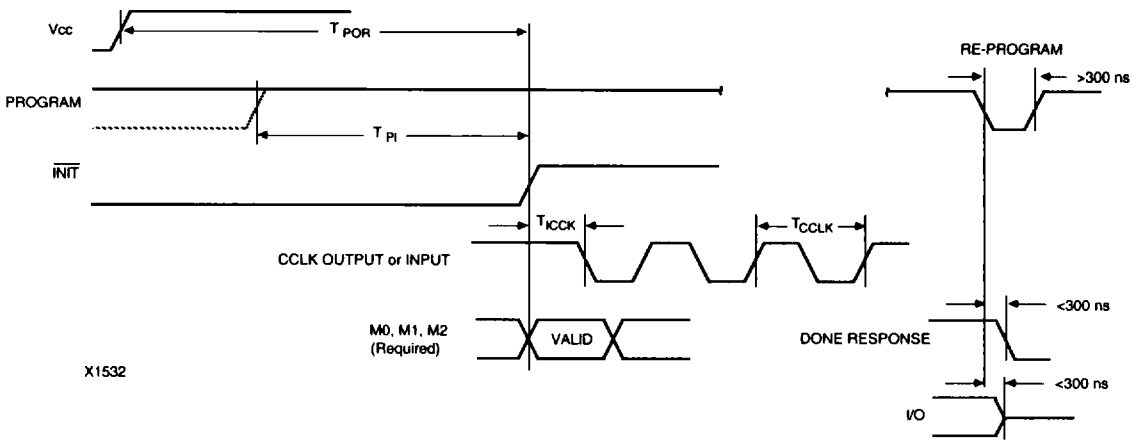 Vcc
T POR
RE-PROGRAM
>300 ns
PROGRAM
T PI
INIT
T ICCK
T CCLK
CCLK OUTPUT or INPUT
<300 ns
M0, M1, M2
(Required)
VALID
DONE RESPONSE
X1532
<300 ns
I/O